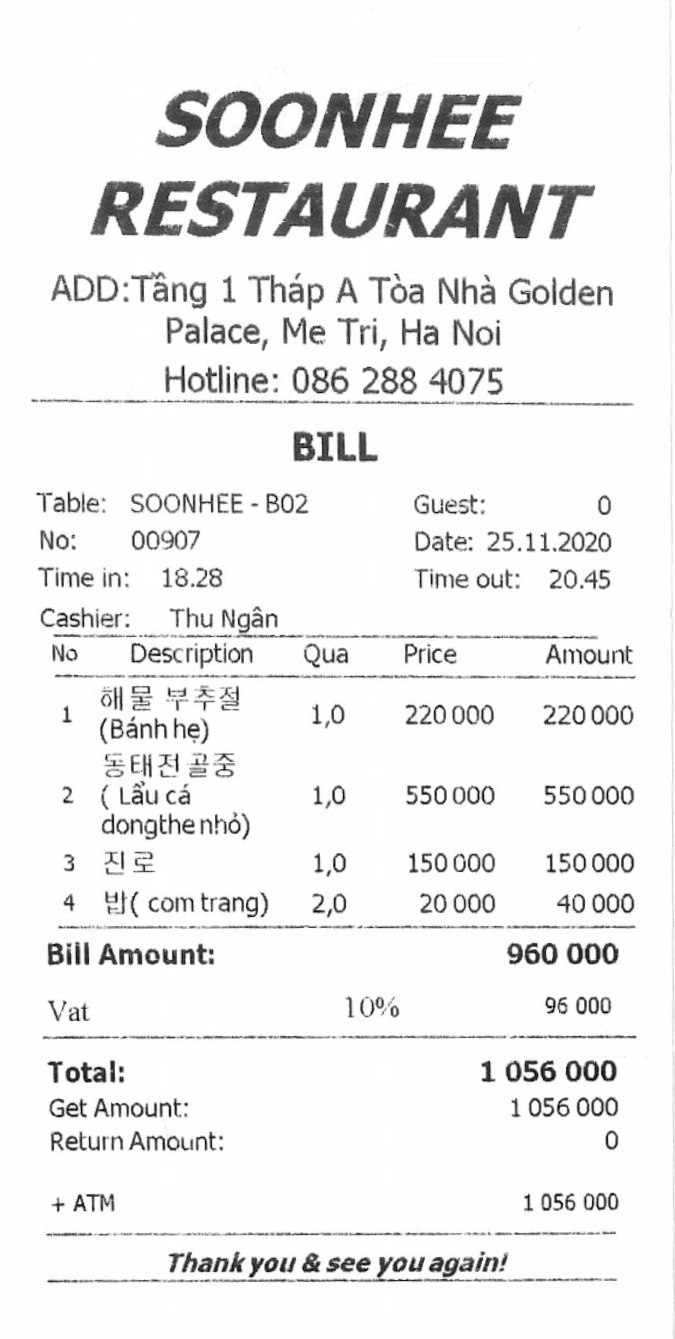 SOONHEE
RESTAURANT
ADD:Tầng 1 Tháp A Tòa Nhà Golden
Palace, Me Tri, Ha Noi
Hotline: 086 288 4075
BILL
Table: SOONHEE - B02 Guest: 0
No: 00907 Date: 25.11.2020
Time in: 18.28 Time out: 20.45
Cashier: Thu Ngân
No Description Qua Price Amount
해물 부추절
1 (Bánh hẹ) 1,0 220 000 220 000
동태전골중
2 ( Lẩu cá 1,0 550 000 550 000
dongthe nhỏ)
3 진로 1,0 150 000 150 000
4 밥( com trang) 2,0 20 000 40 000
Bill Amount: 960 000
Vat 10% 96 000
Total: 1 056 000
Get Amount: 1 056 000
Return Amount: 0
+ ATM 1 056 000
Thank you & see you again!